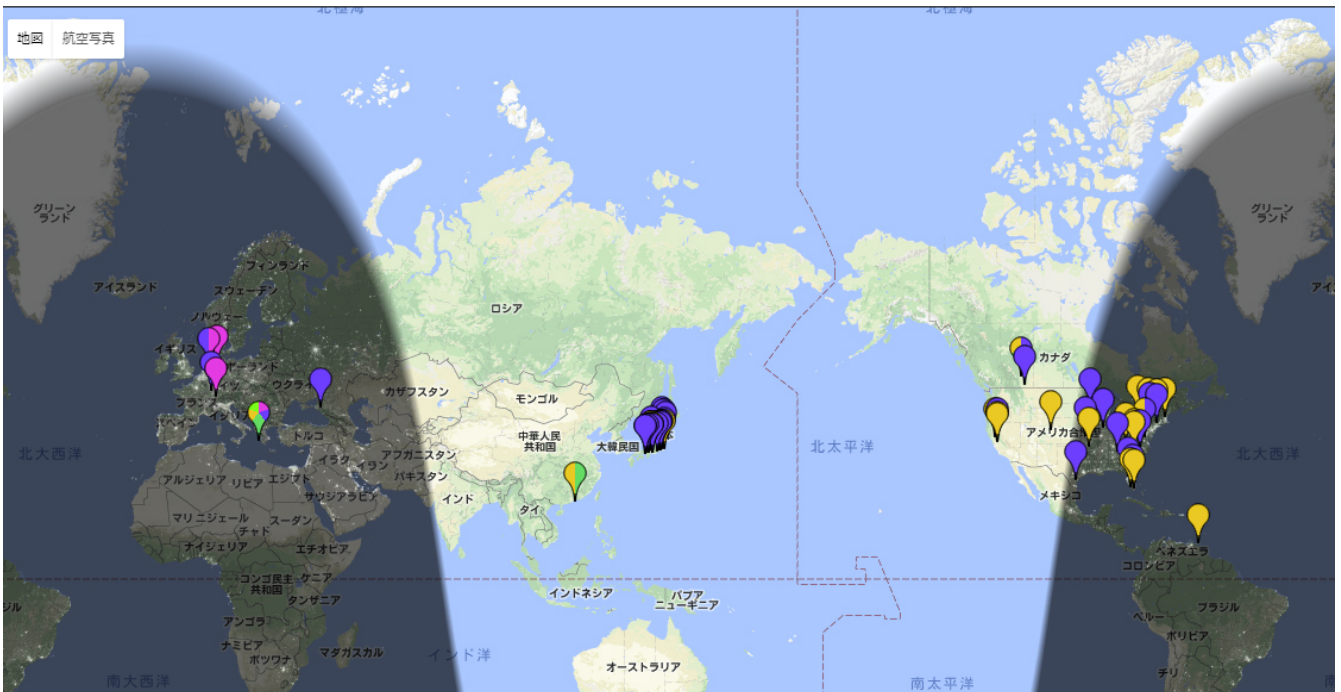 北極海
北極海
地図
航空写真
グリーン
ランド
グリーン
ランド
アイスランド
フィンランド
スウェーデン
ノルウェー
ロシア
イギリス
カナダ
ウクライ
カザフスタン
モンゴル
トルコ
中華人民
共和国
大韓民国
北太平洋
北大西洋
北大西洋
アフガニスタン
イラク
イラン
パキスタン
アルジェリア
リビア
エジプト
サウジアラビア
インド
メキシコ
マリ
ニジェール
スーダン
チャド
タイ
ナイジェリア
エチオピア
ベネズエラ
コロンビア
コンゴ民主
共和国
ケニア
タンザニア
インドネシア
パプア
ニューギニア
ブラジル
ジル
アンゴラ
ペルー
ボリビア
ナミビア
ボツワナ
マダガスカル
インド洋
オーストラリア
チリ
南大西洋
南太平洋